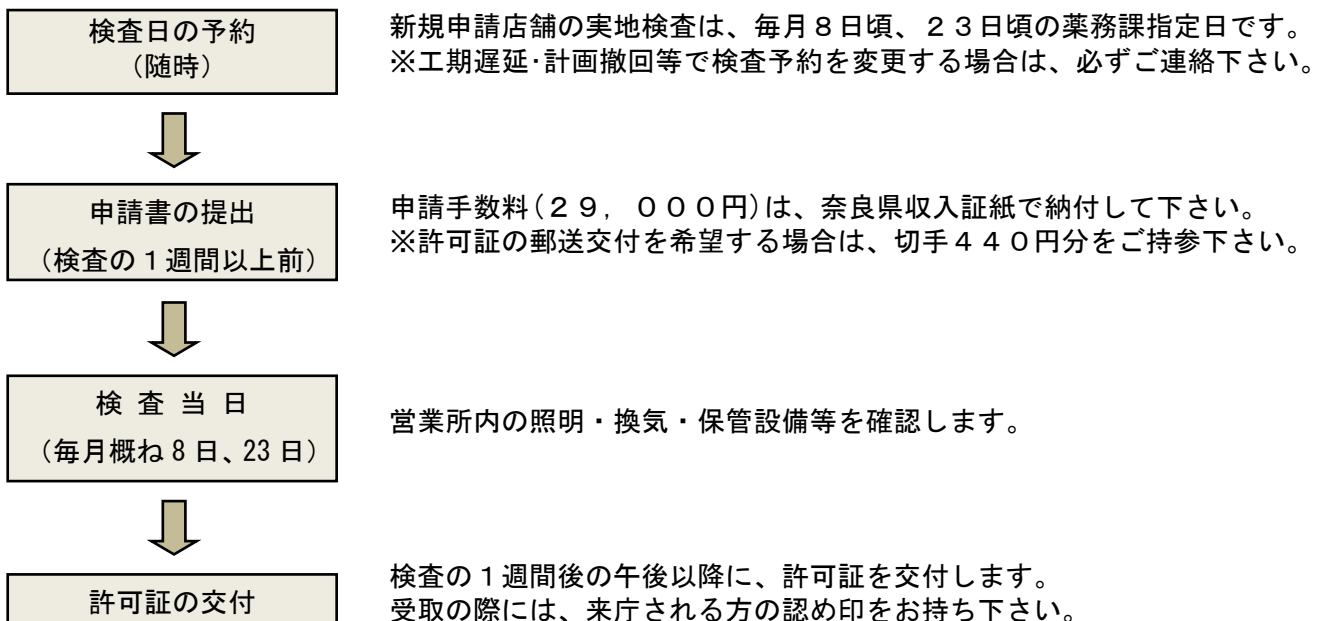 検査日の予約
（随時）
新規申請店舗の実地検査は、毎月８日頃、２３日頃の薬務課指定日です。
※工期遅延･計画撤回等で検査予約を変更する場合は、必ずご連絡下さい。
申請書の提出
（検査の１週間以上前）
申請手数料(２９，０００円)は、奈良県収入証紙で納付して下さい。
※許可証の郵送交付を希望する場合は、切手４４０円分をご持参下さい。
検 査 当 日
（毎月概ね 8 日、23 日）
営業所内の照明・換気・保管設備等を確認します。
許可証の交付
検査の１週間後の午後以降に、許可証を交付します。
受取の際には、来庁される方の認め印をお持ち下さい。